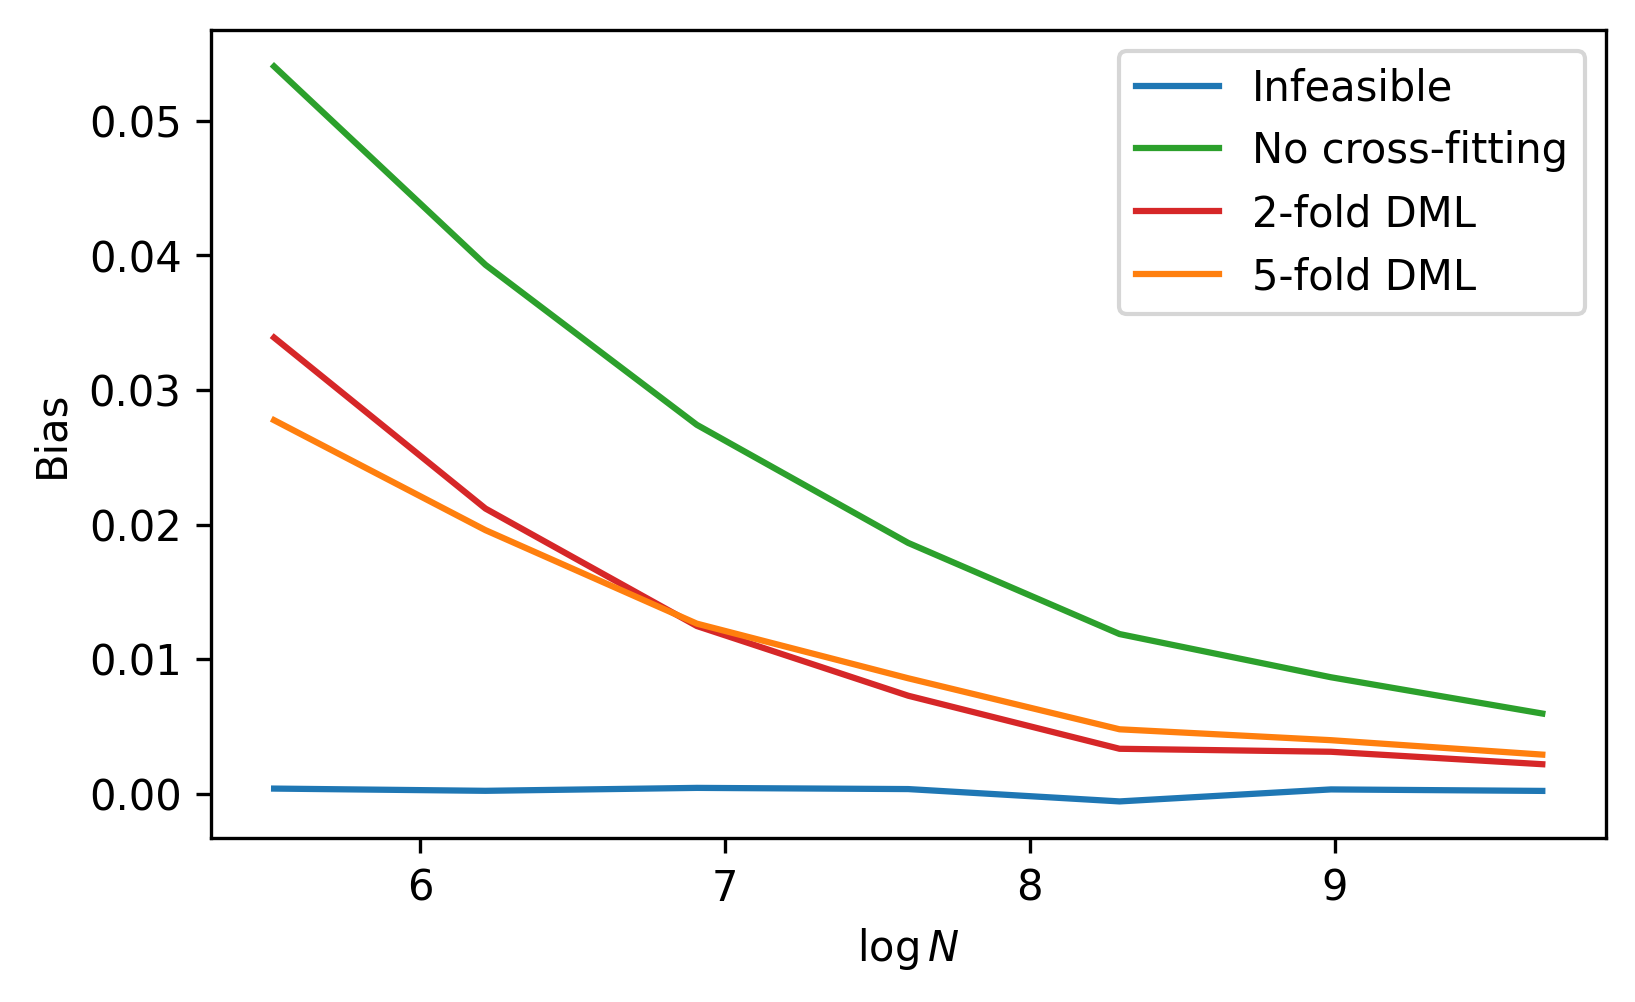 Infeasible
No cross-fitting
2-fold DML
5-fold DML
0.05
0.04
0.03
0.02
0.01
0.00
Bias
6 7 8 9
log N